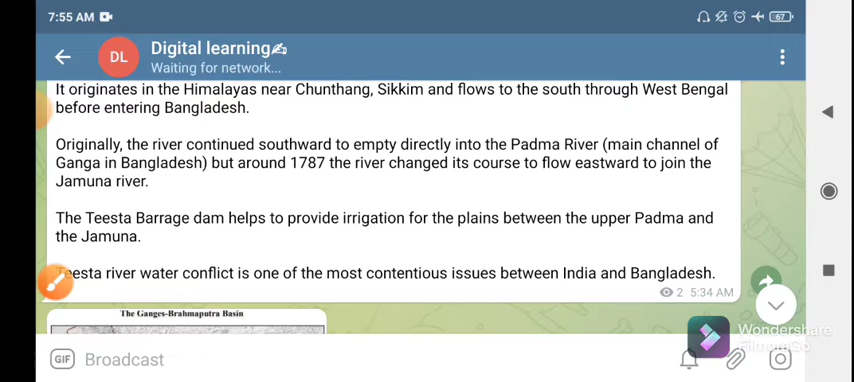 7:55 AM
67
DL
Digital learning✍
Waiting for network...
It originates in the Himalayas near Chunthang, Sikkim and flows to the south through West Bengal
before entering Bangladesh.
Originally, the river continued southward to empty directly into the Padma River (main channel of
Ganga in Bangladesh) but around 1787 the river changed its course to flow eastward to join the
Jamuna river.
The Teesta Barrage dam helps to provide irrigation for the plains between the upper Padma and
the Jamuna.
Teesta river water conflict is one of the most contentious issues between India and Bangladesh.
2 5:34 AM
The Ganges-Brahmaputra Basin
Wondershare
FilmoraGo
GIF Broadcast